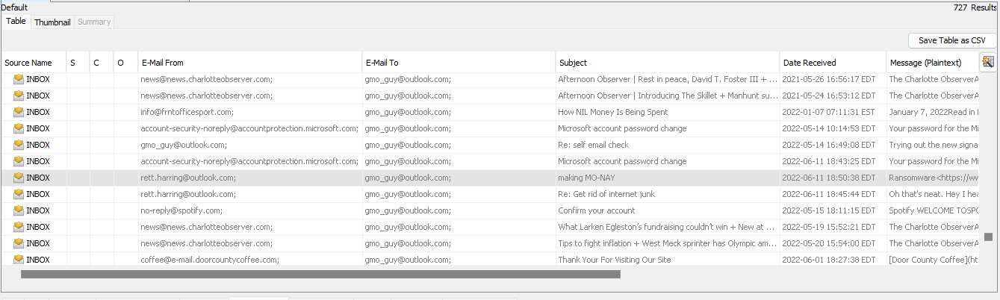 Default 727 Results
Table Thumbnail Summary
Save Table as CSV
Source Name S C O E-Mail From E-Mail To Subject Date Received Message (Plaintext)
INBOX news@news.charlotteobserver.com; gmo_guy@outlook.com; Afternoon Observer | Rest in peace, David T. Foster III + ... 2021-05-26 16:56:17 EDT The Charlotte ObserverA
INBOX news@news.charlotteobserver.com; gmo_guy@outlook.com; Afternoon Observer | Introducing The Skillet + Manhunt su... 2021-05-24 16:53:12 EDT The Charlotte ObserverA
INBOX info@frntofficesport.com; gmo_guy@outlook.com; How NIL Money Is Being Spent 2022-01-07 07:11:31 EST January 7, 2022Read in
INBOX account-security-noreply@accountprotection.microsoft.com; gmo_guy@outlook.com; Microsoft account password change 2022-05-14 10:14:53 EDT Your password for the Mi
INBOX gmo_guy@outlook.com; gmo_guy@outlook.com; Re: self email check 2022-05-14 16:49:08 EDT Trying out the new signa
INBOX account-security-noreply@accountprotection.microsoft.com; gmo_guy@outlook.com; Microsoft account password change 2022-06-11 18:43:25 EDT Your password for the Mi
INBOX rett.harring@outlook.com; gmo_guy@outlook.com; making MO-NAY 2022-06-11 18:50:38 EDT Ransomware<https://ww
INBOX rett.harring@outlook.com; gmo_guy@outlook.com; Re: Get rid of internet junk 2022-06-11 18:45:44 EDT Oh that's neat. Hey I hea
INBOX no-reply@spotify.com; gmo_guy@outlook.com; Confirm your account 2022-05-15 18:11:15 EDT Spotify WELCOME TOSPO
INBOX news@news.charlotteobserver.com; gmo_guy@outlook.com; What Larken Egleston’s fundraising couldn’t win + New at ... 2022-05-19 15:52:21 EDT The Charlotte ObserverA
INBOX news@news.charlotteobserver.com; gmo_guy@outlook.com; Tips to fight inflation + West Meck sprinter has Olympic am... 2022-05-20 15:54:00 EDT The Charlotte ObserverA
INBOX coffee@e-mail.doorcountycoffee.com; gmo_guy@outlook.com; Thank Your For Visiting Our Site 2022-06-01 18:27:38 EDT [Door County Coffee](ht